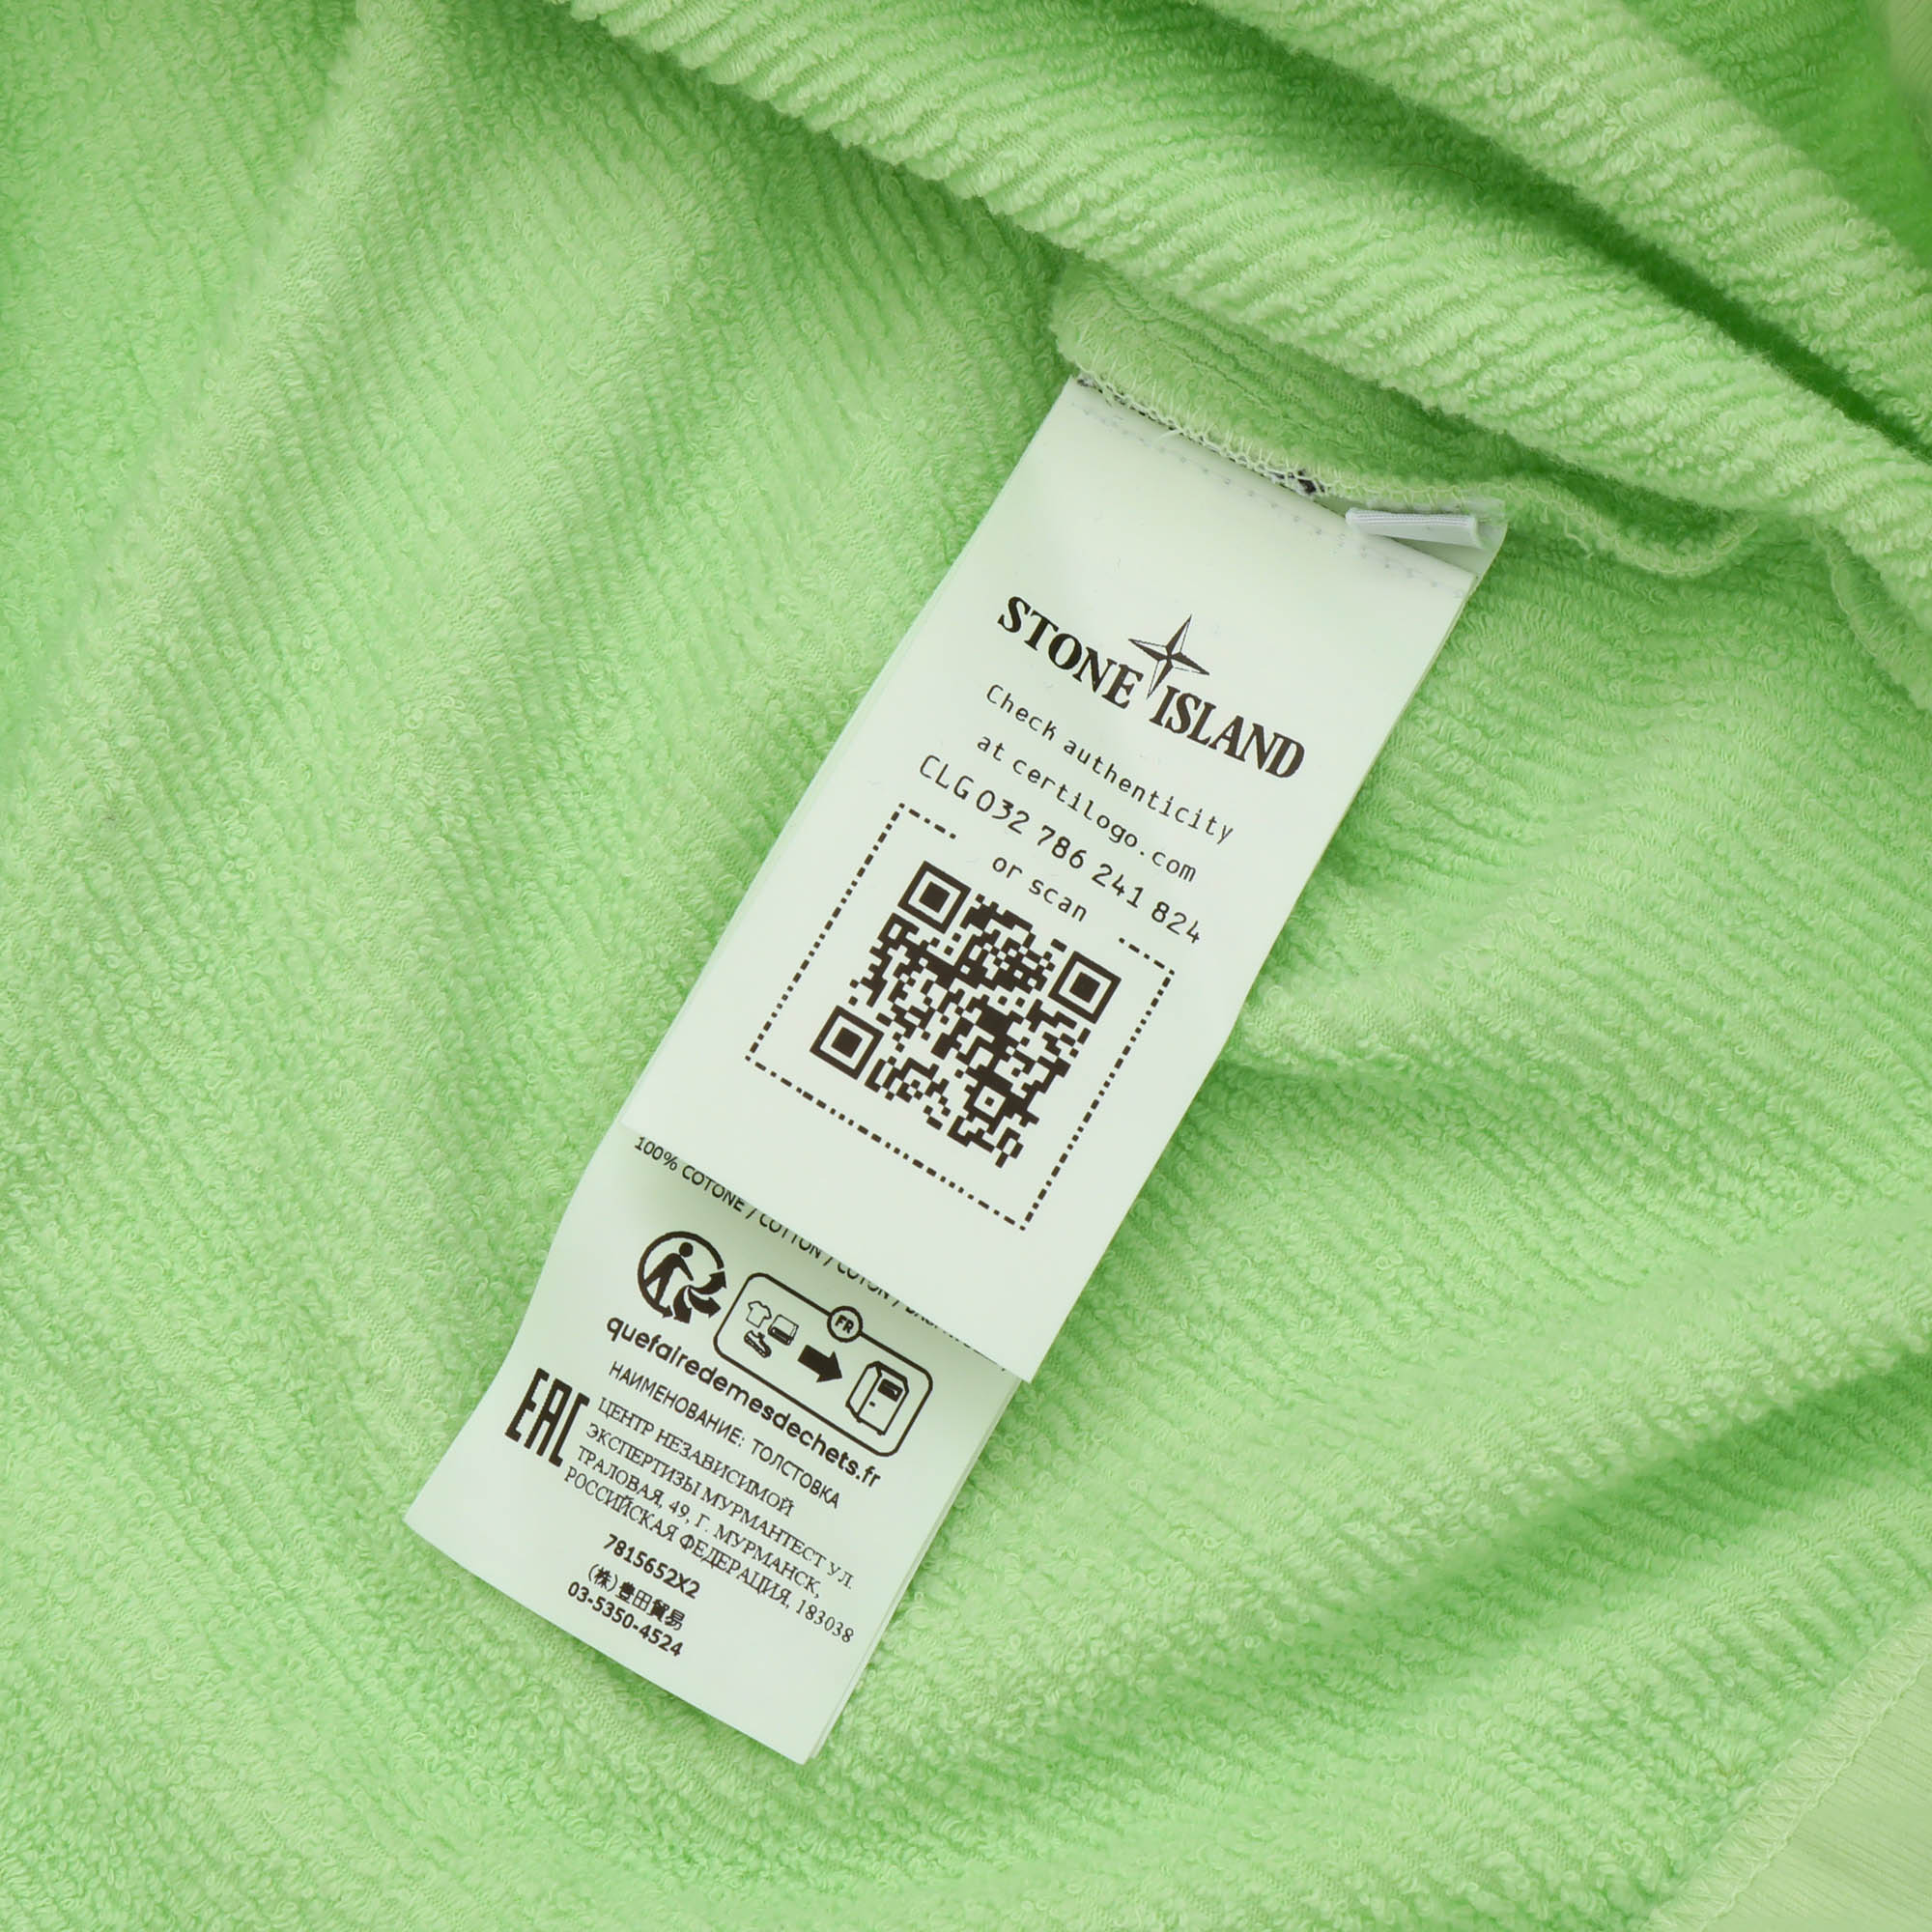 STONE ISLAND
Check authenticity
at certilogo.com
CLG 032 786 241 824
or scan
100% COTONE / COTTON / COTON /
FR
quefairedemesdechets.fr
НАИМЕНОВАНИЕ: ТОЛСТОВКА
EAC
ЦЕНТР НЕЗАВИСИМОЙ
ЭКСПЕРТИЗЫ МУРМАНТЕСТ УЛ.
ТРАЛОВАЯ, 49, Г. МУРМАНСК,
РОССИЙСКАЯ ФЕДЕРАЦИЯ, 183038
7815652X2
(株)豊田貿易
03-5350-4524